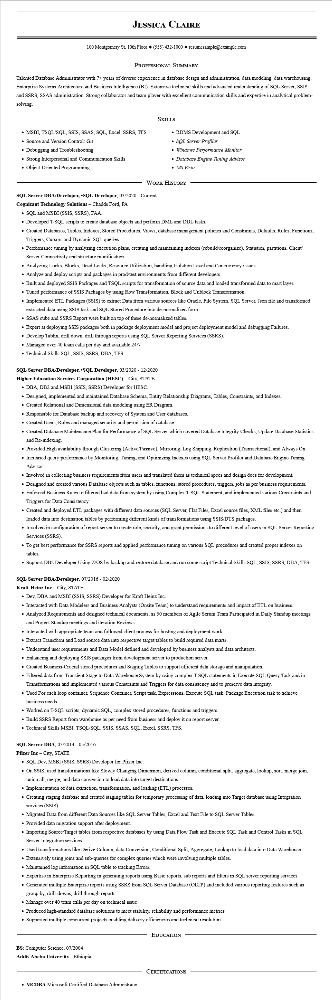 Jessica Claire
100 Montgomery St. 10th Floor ◆ (555) 432-1000 ◆ resumesample@example.com
Professional Summary
Talented Database Administrator with 7+ years of diverse experience in database design and administration, data modeling, data warehousing,
Enterprise Systems Architecture and Business Intelligence (BI). Extensive technical skills and advanced understanding of SQL Server, SSIS
and SSRS, SSAS administration. Strong collaborator and team player with excellent communication skills and expertise in analytical problem-
solving.
Skills
• MSBI, TSQL/SQL, SSIS, SSAS, SQL, Excel, SSRS, TFS
• Source and Version Control: Git
• Debugging and Troubleshooting
• Strong Interpersonal and Communication Skills
• Object-Oriented Programming
• RDMS Development and SQL
• SQL Server Profiler
• Windows Performance Monitor
• Database Engine Tuning Advisor
• MS Visio,
Work History
SQL Server DBA/Developer, •SQL Developer, 03/2020 - Current
Cognizant Technology Solutions – Chadds Ford, PA
• SQL and MSBI (SSIS, SSRS), FAA.
• Developed T-SQL scripts to create database objects and perform DML and DDL tasks.
• Created Databases, Tables, Indexes, Stored Procedures, Views, database management policies and Constraints, Defaults, Rules, Functions,
Triggers, Cursors and Dynamic SQL queries.
• Performance tuning by analyzing execution plans, creating and maintaining indexes (rebuild/reorganize), Statistics, partitions, Client/
Server Connectivity and structure modification.
• Analyzing Locks, Blocks, Dead Locks, Resource Utilization, handling Isolation Level and Concurrency issues.
• Analyze and deploy scripts and packages in prod/test environments from different developers.
• Built and deployed SSIS Packages and TSQL scripts for transformation of source data and loaded transformed data to mart layer.
• Tuned performance of SSIS Packages by using Row Transformation, Block and Unblock Transformation.
• Implemented ETL Packages (SSIS) to extract Data from various sources like Oracle, File System, SQL Server, Json file and transformed
extracted data using SSIS task and SQL Stored Procedure into de-normalized form.
• SSAS cube and SSRS Report were built on top of these de-normalized tables.
• Expert at deploying SSIS packages both in package deployment model and project deployment model and debugging Failures.
• Develop Tablix, drill down, drill through reports using SQL Server Reporting Services (SSRS).
• Managed over 40 team calls per day and available 24/7
• Technical Skills SQL, SSIS, SSRS, DBA, TFS.
SQL Server DBA/Developer, •SQL Developer, 03/2020 - 12/2020
Higher Education Services Corporation (HESC) – City, STATE
• DBA, DB2 and MSBI (SSIS, SSRS) Developer for HESC.
• Designed, implemented and maintained Database Schema, Entity Relationship Diagrams, Tables, Constraints, and Indexes.
• Created Relational and Dimensional data modeling using ER Diagram.
• Responsible for Database backup and recovery of System and User databases.
• Created Users, Roles and managed security and permission of database.
• Created Database Maintenance Plan for Performance of SQL Server which covered Database Integrity Checks, Update Database Statistics
and Re-indexing.
• Provided High availability through Clustering (Active/Passive), Mirroring, Log Shipping, Replication (Transactional), and Always On.
• Increased query performance by Monitoring, Tuning, and Optimizing Indexes using SQL Server Profiler and Database Engine Tuning
Advisor.
• Involved in collecting business requirements from users and translated them as technical specs and design docs for development.
• Designed and created various Database objects such as tables, functions, stored procedures, triggers, jobs as per business requirements.
• Enforced Business Rules to filtered bad data from system by using Complex T-SQL Statement, and implemented various Constraints and
Triggers for Data Consistency.
• Created and deployed ETL packages with different data sources (SQL Server, Flat Files, Excel source files, XML files etc.) and then
loaded data into destination tables by performing different kinds of transformations using SSIS/DTS packages.
• Involved in configuration of report server to create role, security, and grant permissions to different level of users in SQL Server Reporting
Services (SSRS).
• To get best performance for SSRS reports and applied performance tuning on various SQL procedures and created proper indexes on
tables.
• Support DB2 Developer Using Z/OS by backup and restore database and run some script Technical Skills SQL, SSIS, SSRS, DBA, TFS.
SQL Server DBA/Developer, 07/2016 - 02/2020
Kraft-Heinz Inc – City, STATE
• Dev, DBA and MSBI (SSIS, SSRS) Developer for Kraft Heinz Inc.
• Interacted with Data Modelers and Business Analysts (Onsite Team) to understand requirements and impact of ETL on business.
• Analyzed Requirements and designed technical documents, as 50 members of Agile Scrum Team Participated in Daily Standup meetings
and Project Standup meetings and iteration Reviews.
• Interacted with appropriate team and followed client process for hosting and deployment work.
• Extract Transform and Load source data into respective target tables to build required data marts.
• Understand user requirements and Data Model defined and developed by business analysts and data architects.
• Enhancing and deploying SSIS packages from development server to production server.
• Created Business-Crucial stored procedures and Staging Tables to support efficient data storage and manipulation.
• Filtered data from Transient Stage to Data Warehouse System by using complex T-SQL statements in Execute SQL Query Task and in
Transformations and implemented various Constraints and Triggers for data consistency and to preserve data integrity.
• Used For each loop container, Sequence Container, Script task, Expressions, Execute SQL task, Package Execution task to achieve
business needs.
• Worked on T-SQL scripts, dynamic SQL, complex stored procedures, functions and triggers.
• Build SSRS Report from warehouse as per need from business and deploy it on report server.
• Technical Skills MSBI, TSQL/SQL, SSIS, SSAS, SQL, Excel, SSRS, TFS.
SQL Server DBA, 03/2014 - 05/2016
Pfizer Inc – City, STATE
• SQL Dev, MSBI (SSIS, SSRS) Developer for Pfizer Inc.
• On SSIS, used transformations like Slowly Changing Dimension, derived column, conditional split, aggregate, lookup, sort, merge join,
union all, merge, and data conversion to load data into target destinations.
• Implementation of data extraction, transformation, and loading (ETL) processes.
• Creating staging database and created staging tables for temporary processing of data, loading into Target database using Integration
services (SSIS).
• Migrated Data from different Data Sources like SQL Server Tables, Excel and Text File to SQL Server Tables.
• Provided data migration support after deployment.
• Importing Source/Target tables from respective databases by using Data Flow Task and Execute SQL Task and Control Tasks in SQL
Server Integration services.
• Used transformations like Derive Column, data Conversion, Conditional Split, Aggregate, Lookup to load data into Data Warehouse.
• Extensively using joins and sub-queries for complex queries which were involving multiple tables.
• Maintained log information in SQL table to tracking Errors.
• Expertise in Enterprise Reporting in generating reports using Basic reports, sub reports and filters in SQL server reporting services.
• Generated multiple Enterprise reports using SSRS from SQL Server Database (OLTP) and included various reporting features such as
group by, drill-downs, drill through reports.
• Manage over 40 team calls per day on technical issue
• Produced high-standard database solutions to meet stability, reliability and performance metrics
• Supported multiple concurrent projects enabling delivery efficiencies and technical resolution
Education
BS: Computer Science, 07/2004
Addis Abeba University - Ethiopia
Certifications
• MCDBA Microsoft Certified Database Administrator